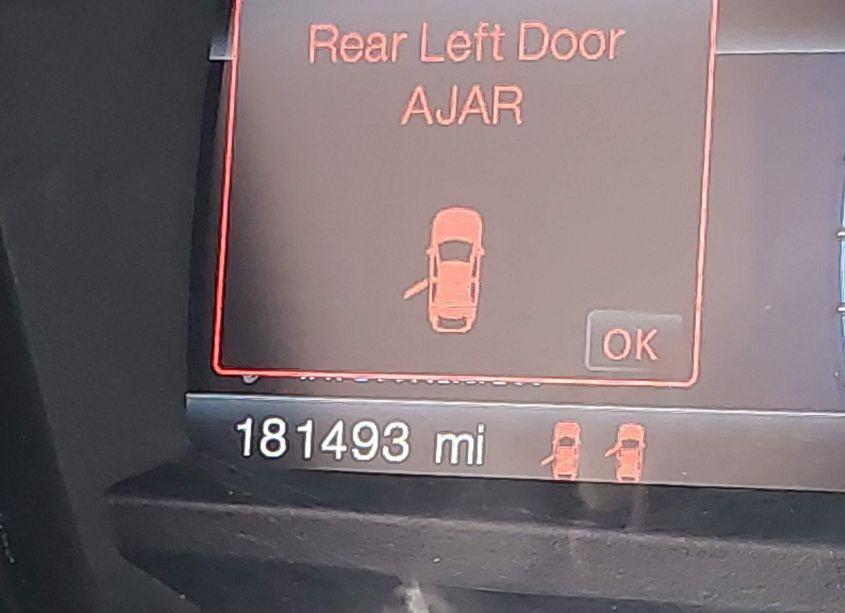 Rear Left Door
AJAR
OK
181493 mi